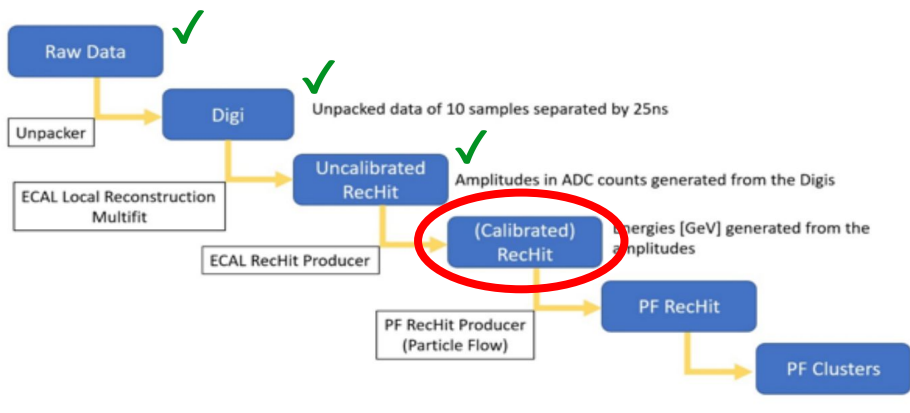 Raw Data
Unpacker
Digi
Unpacked data of 10 samples separated by 25ns
ECAL Local Reconstruction
Multifit
Uncalibrated
RecHit
Amplitudes in ADC counts generated from the Digis
ECAL RecHit Producer
(Calibrated)
RecHit
Energies [GeV] generated from the
amplitudes
PF RecHit Producer
(Particle Flow)
PF RecHit
PF Clusters